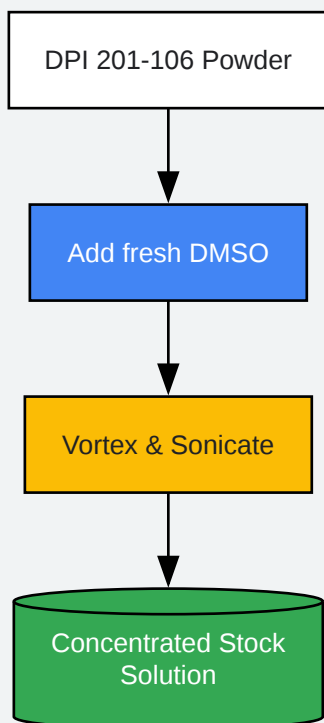 DPI 201-106 Powder
Add fresh DMSO
Vortex & Sonicate
Concentrated Stock
Solution